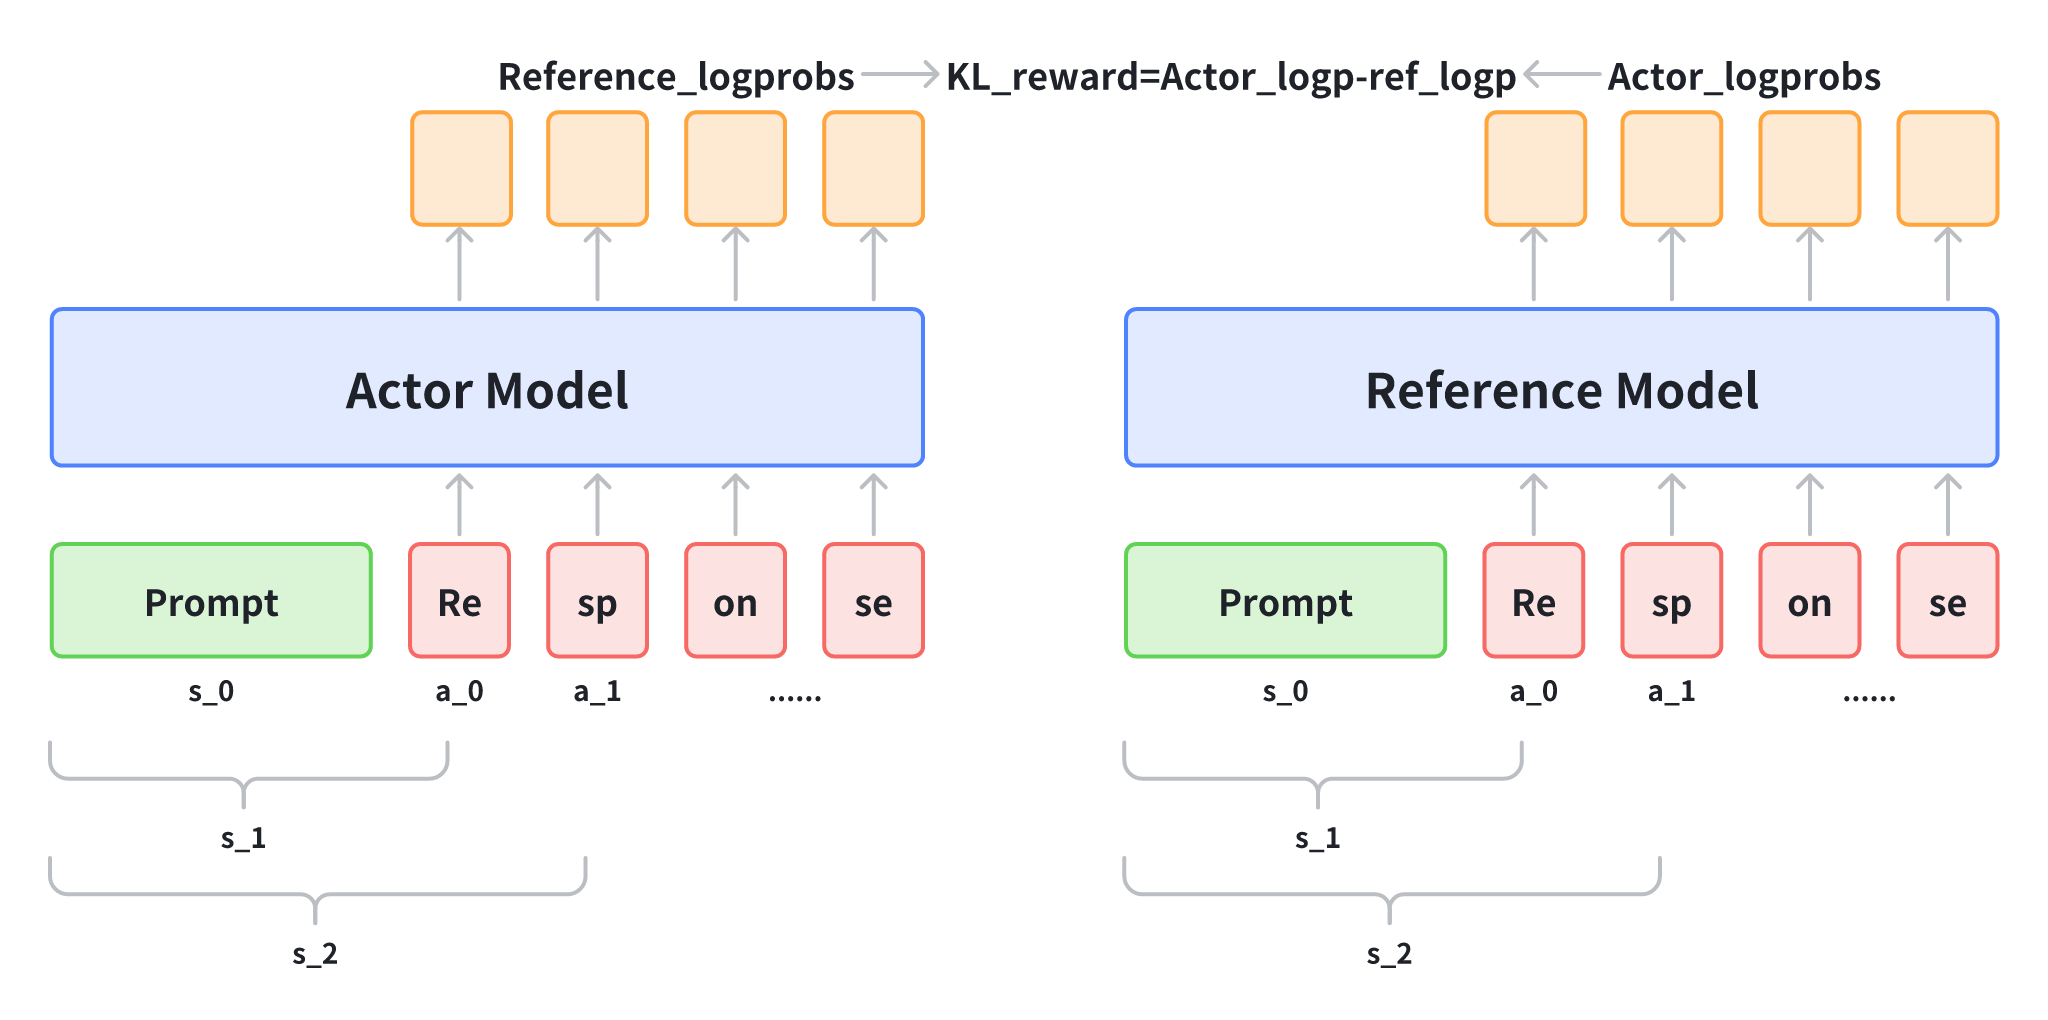 Reference_logprobs KL_reward=Actor_logp-ref_logp Actor_logprobs
Actor Model Reference Model
Prompt Re sp on se Prompt Re sp on se
s_0 a_0 a_1 ...... s_0 a_0 a_1 ......
s_1 s_1
s_2 s_2